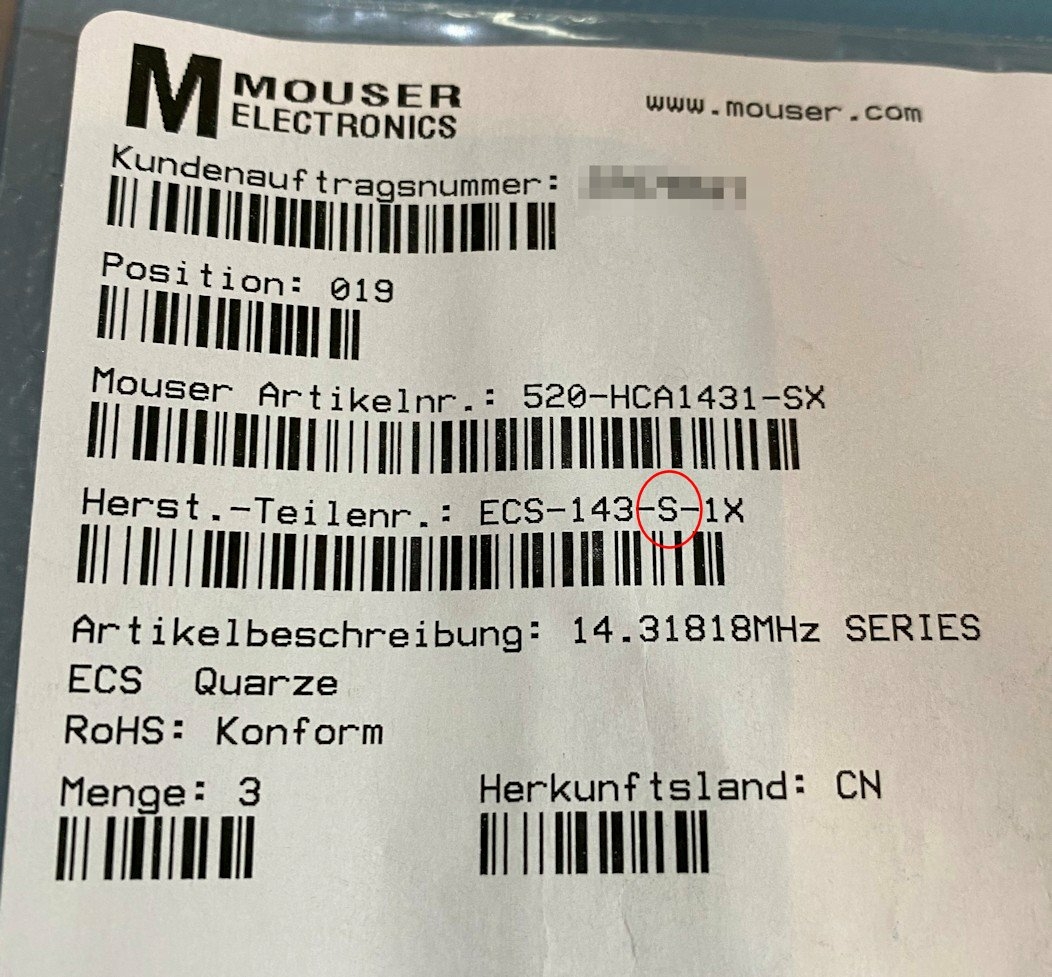 M MOUSER
ELECTRONICS
www.mouser.com
Kundenauftragsnummer:
Position: 019
Mouser Artikelnr.: 520-HCA1431-SX
Herst.-Teilenr.: ECS-143-S-1X
Artikelbeschreibung: 14.31818MHz SERIES
ECS Quarze
RoHS: Konform
Menge: 3
Herkunftsland: CN